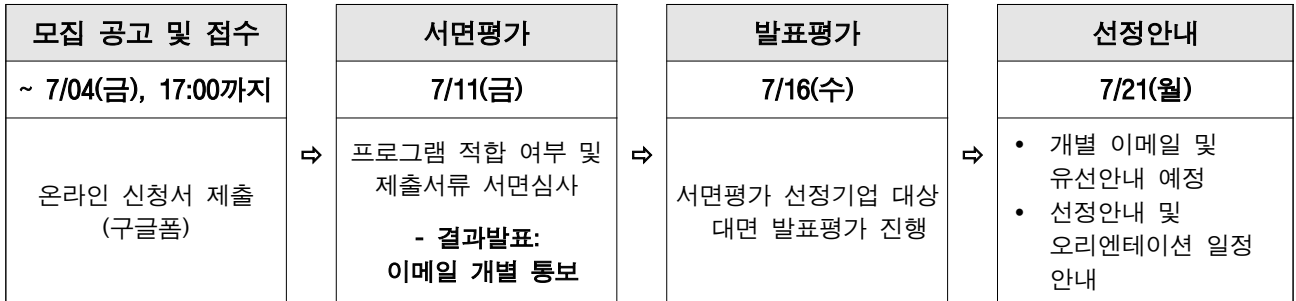 모집 공고 및 접수
~ 7/04(금), 17:00까지
온라인 신청서 제출
(구글폼)
⇨
서면평가
7/11(금)
프로그램 적합 여부 및
제출서류 서면심사
- 결과발표:
이메일 개별 통보
⇨
발표평가
7/16(수)
서면평가 선정기업 대상
대면 발표평가 진행
⇨
선정안내
7/21(월)
• 개별 이메일 및
유선안내 예정
• 선정안내 및
오리엔테이션 일정
안내